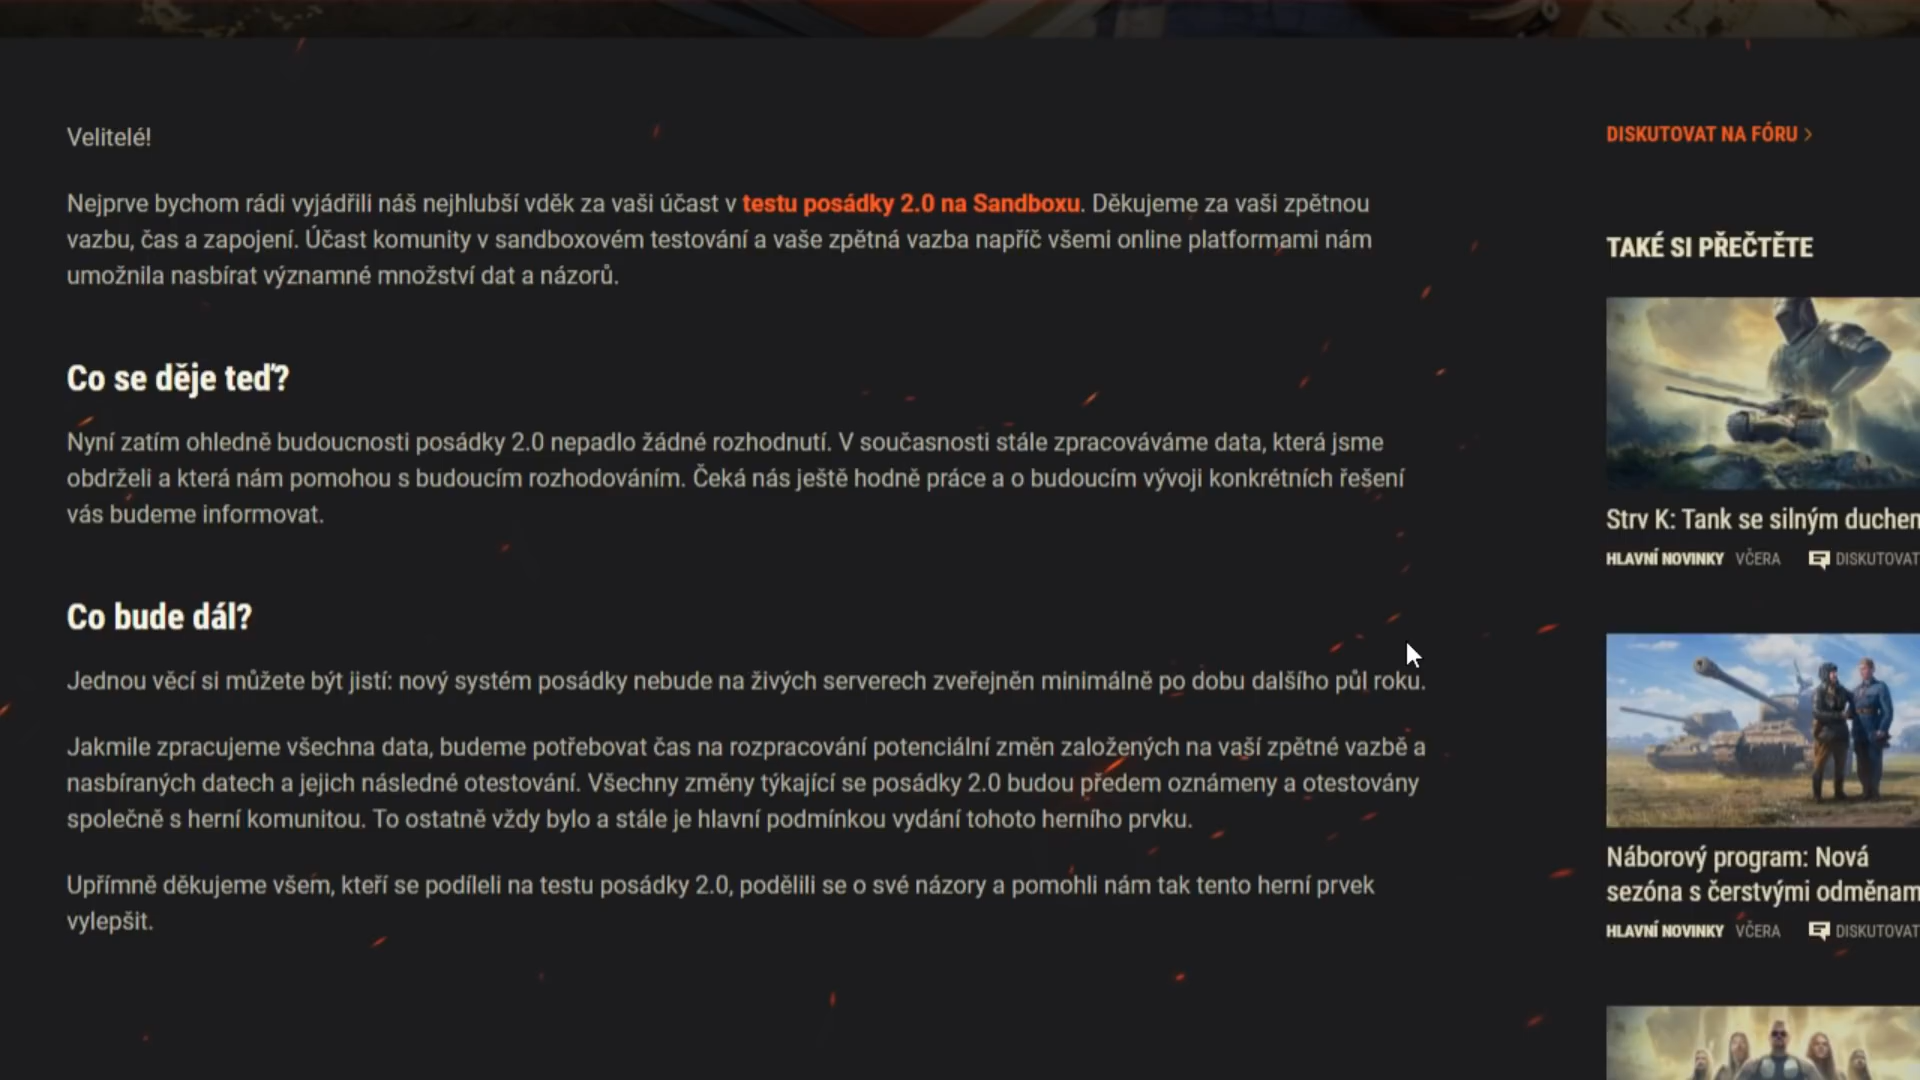 Velitelé!
Nejprve bychom rádi vyjádřili náš nejhlubší vděk za vaši účast v testu posádky 2.0 na Sandboxu. Děkujeme za vaši zpětnou
vazbu, čas a zapojení. Účast komunity v sandboxovém testování a vaše zpětná vazba napříč všemi online platformami nám
umožnila nasbírat významné množství dat a názorů.
Co se děje teď?
Nyní zatím ohledně budoucnosti posádky 2.0 nepadlo žádné rozhodnutí. V současnosti stále zpracováváme data, která jsme
obdrželi a která nám pomohou s budoucím rozhodováním. Čeká nás ještě hodně práce a o budoucím vývoji konkrétních řešení
vás budeme informovat.
Co bude dál?
Jednou věcí si můžete být jistí: nový systém posádky nebude na živých serverech zveřejněn minimálně po dobu dalšího půl roku.
Jakmile zpracujeme všechna data, budeme potřebovat čas na rozpracování potenciální změn založených na vaší zpětné vazbě a
nasbíraných datech a jejich následné otestování. Všechny změny týkající se posádky 2.0 budou předem oznámeny a otestovány
společně s herní komunitou. To ostatně vždy bylo a stále je hlavní podmínkou vydání tohoto herního prvku.
Upřímně děkujeme všem, kteří se podíleli na testu posádky 2.0, podělili se o své názory a pomohli nám tak tento herní prvek
vylepšit.
DISKUTOVAT NA FÓRU >
TAKÉ SI PŘEČTĚTE
Strv K: Tank se silným duchem
HLAVNÍ NOVINKY VČERA DISKUTOVAT
Náborový program: Nová
sezóna s čerstvými odměnam
HLAVNÍ NOVINKY VČERA DISKUTOVAT